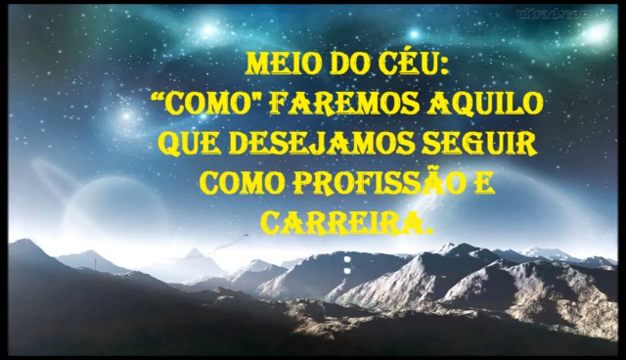 MEIO DO CÉU:
“COMO" FAREMOS AQUILO
QUE DESEJAMOS SEGUIR
COMO PROFISSÃO E
CARREIRA.
: